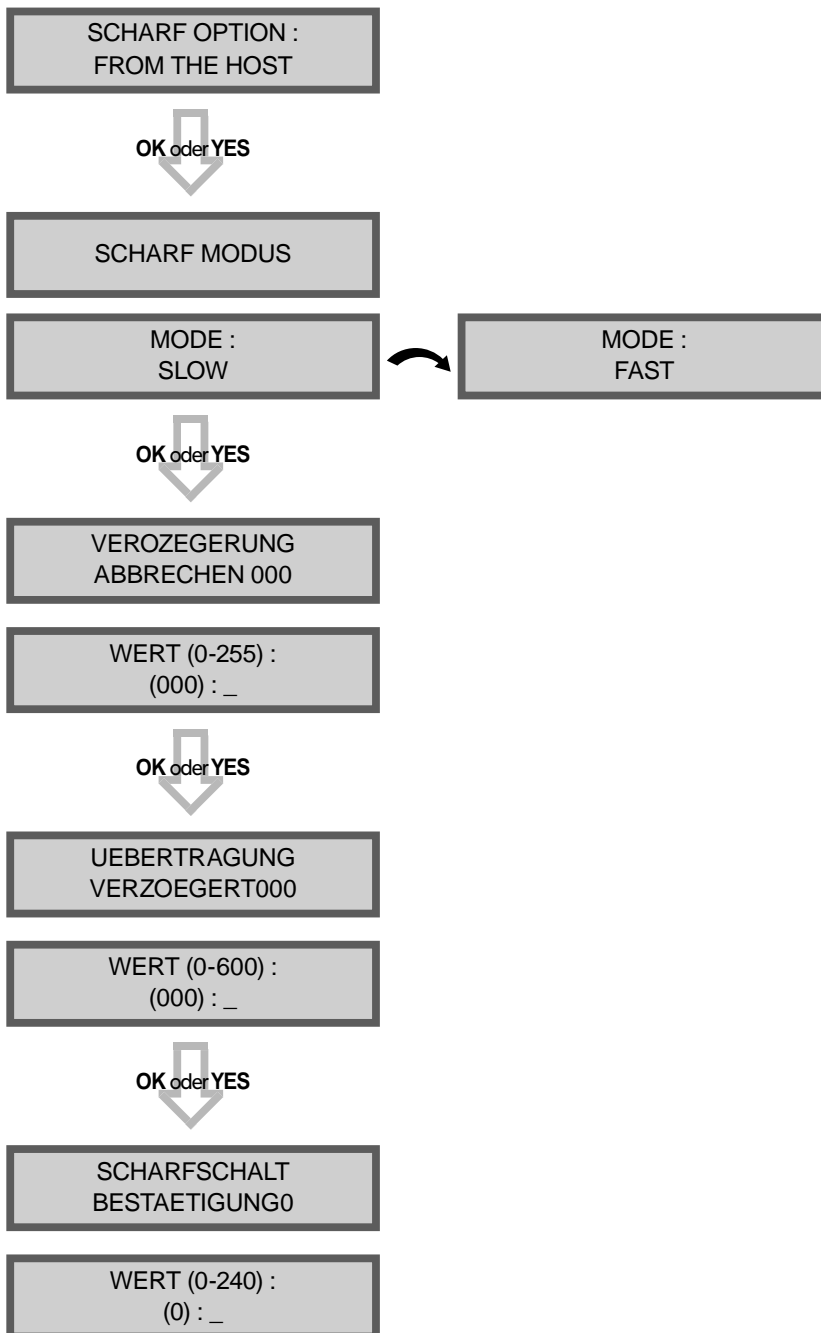 SCHARF OPTION :
FROM THE HOST
OK oder YES
SCHARF MODUS
MODE :
SLOW
MODE :
FAST
OK oder YES
VEROZEGERUNG
ABBRECHEN 000
WERT (0-255) :
(000) : _
OK oder YES
UEBERTRAGUNG
VERZOEGERT000
WERT (0-600) :
(000) : _
OK oder YES
SCHARFSCHALT
BESTAETIGUNG0
WERT (0-240) :
(0) : _